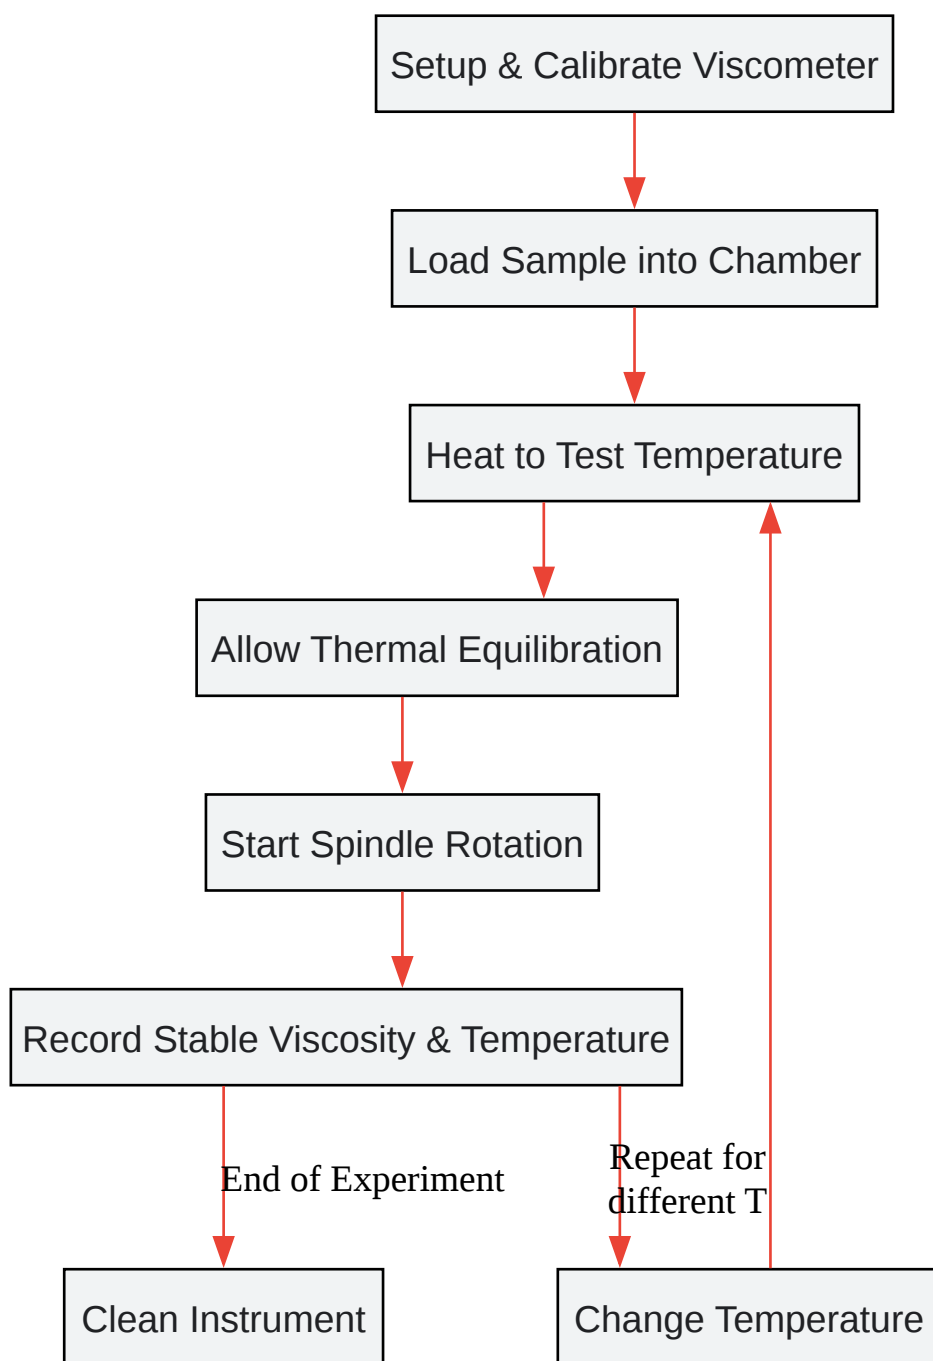 Setup & Calibrate Viscometer
Load Sample into Chamber
Heat to Test Temperature
Allow Thermal Equilibration
Start Spindle Rotation
Record Stable Viscosity & Temperature
End of Experiment
Repeat for
different T
Clean Instrument
Change Temperature